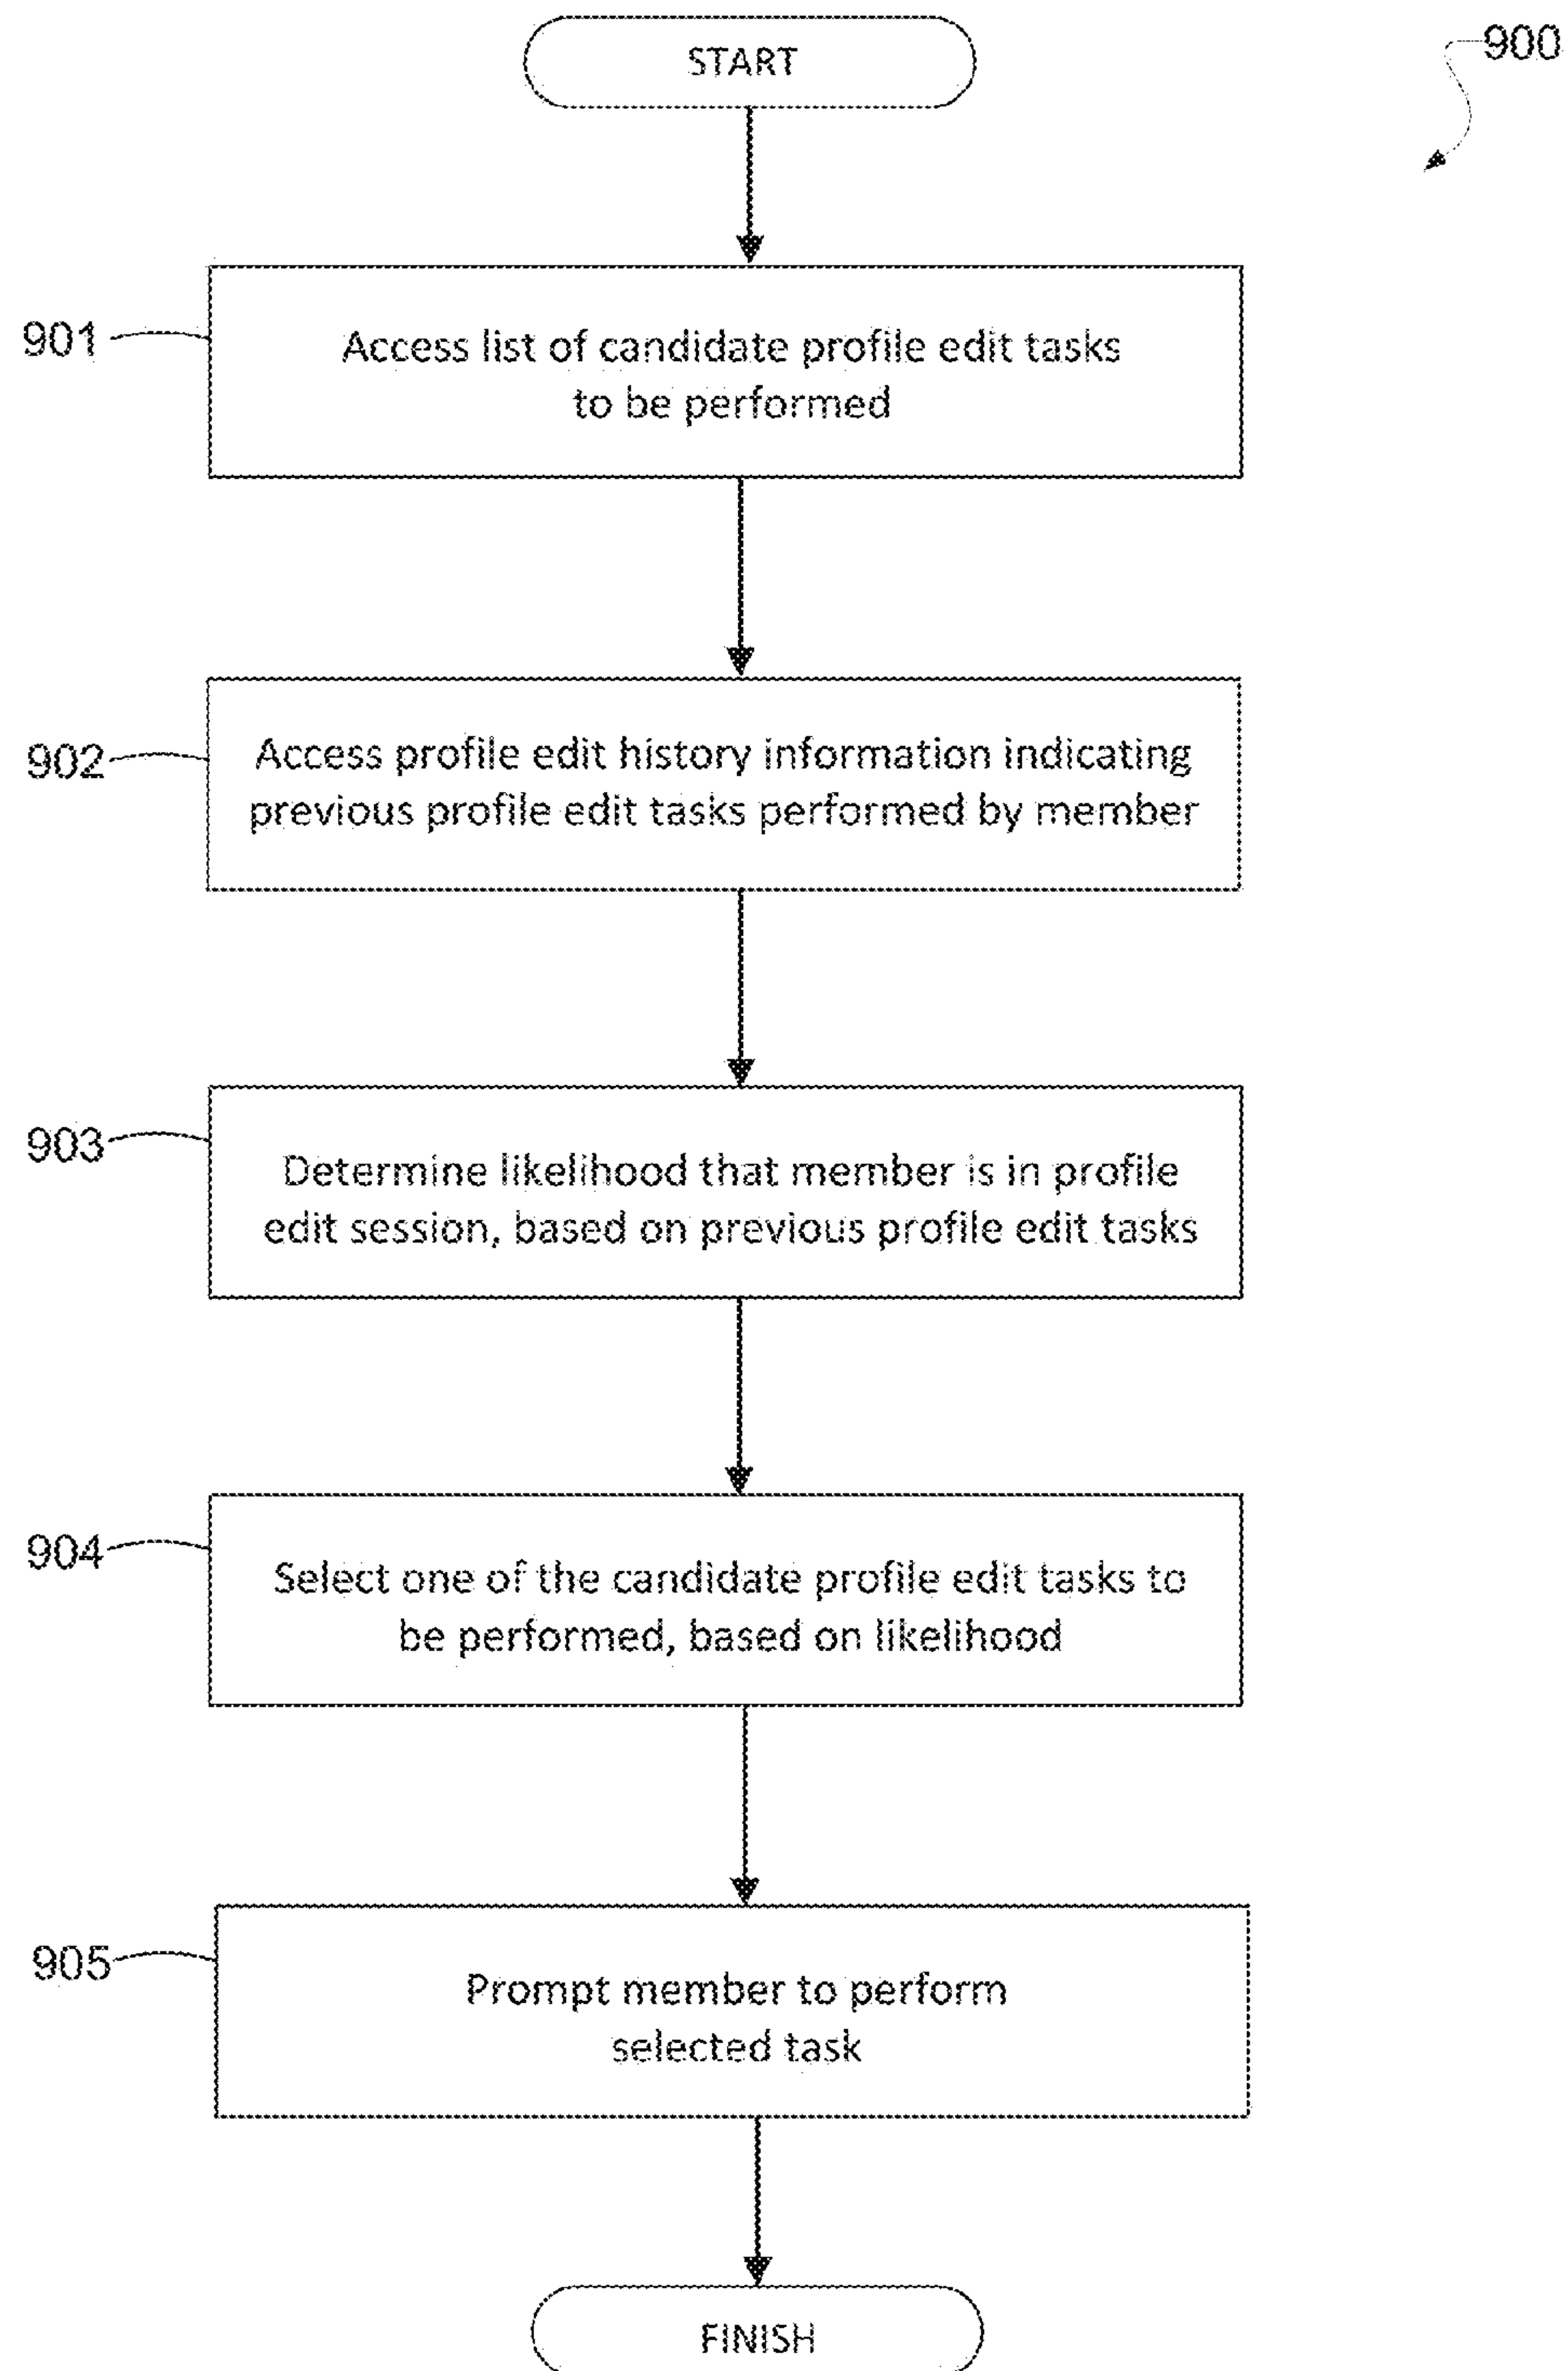 START
900
901
Access list of candidate profile edit tasks
to be performed
902
Access profile edit history information indicating
previous profile edit tasks performed by member
903
Determine likelihood that member is in profile
edit session, based on previous profile edit tasks
904
Select one of the candidate profile edit tasks to
be performed, based on likelihood
905
Prompt member to perform
selected task
FINISH